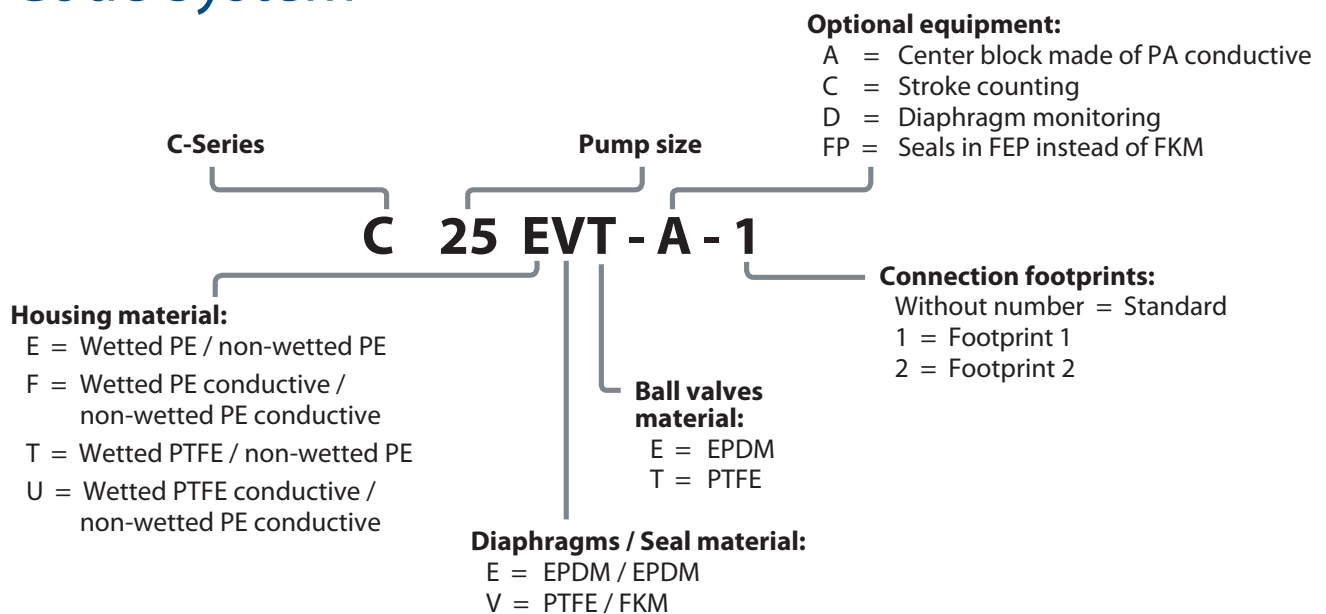 Code system
Optional equipment:
A = Center block made of PA conductive
C = Stroke counting
D = Diaphragm monitoring
FP = Seals in FEP instead of FKM
C-Series
Pump size
C 25 EVT - A - 1
Housing material:
E = Wetted PE / non-wetted PE
F = Wetted PE conductive /
non-wetted PE conductive
T = Wetted PTFE / non-wetted PE
U = Wetted PTFE conductive /
non-wetted PE conductive
Ball valves
material:
E = EPDM
T = PTFE
Diaphragms / Seal material:
E = EPDM / EPDM
V = PTFE / FKM
Connection footprints:
Without number = Standard
1 = Footprint 1
2 = Footprint 2